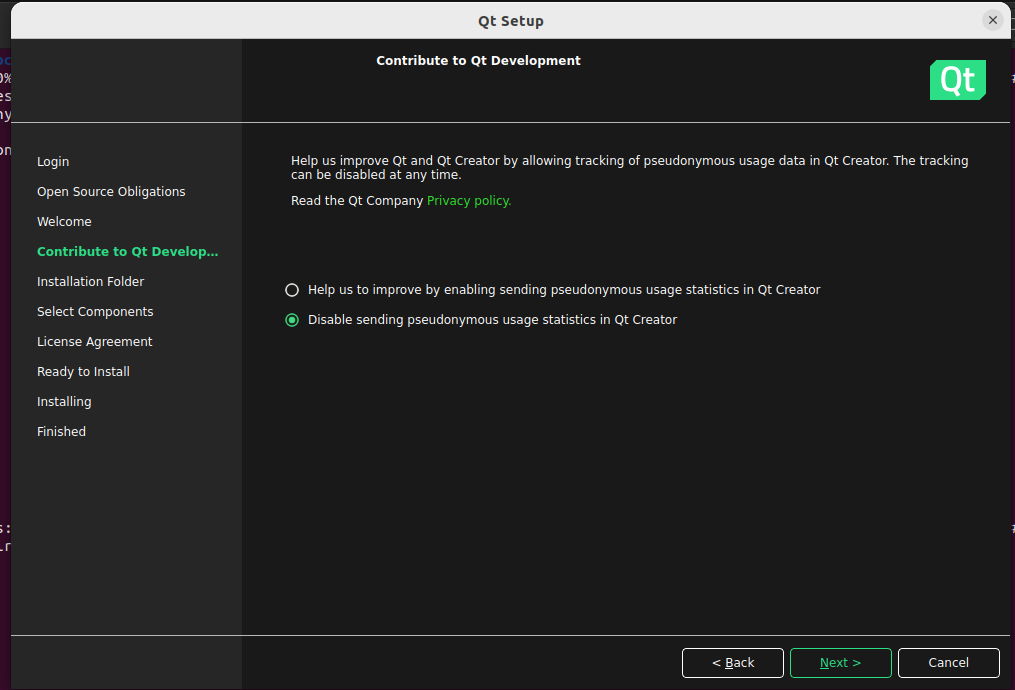 Qt Setup
Contribute to Qt Development
Qt
Login
Open Source Obligations
Welcome
Contribute to Qt Develop...
Installation Folder
Select Components
License Agreement
Ready to Install
Installing
Finished
Help us improve Qt and Qt Creator by allowing tracking of pseudonymous usage data in Qt Creator. The tracking
can be disabled at any time.
Read the Qt Company Privacy policy.
Help us to improve by enabling sending pseudonymous usage statistics in Qt Creator
Disable sending pseudonymous usage statistics in Qt Creator
< Back
Next >
Cancel